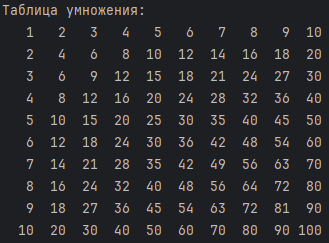 Таблица умножения:
1 2 3 4 5 6 7 8 9 10
2 4 6 8 10 12 14 16 18 20
3 6 9 12 15 18 21 24 27 30
4 8 12 16 20 24 28 32 36 40
5 10 15 20 25 30 35 40 45 50
6 12 18 24 30 36 42 48 54 60
7 14 21 28 35 42 49 56 63 70
8 16 24 32 40 48 56 64 72 80
9 18 27 36 45 54 63 72 81 90
10 20 30 40 50 60 70 80 90 100